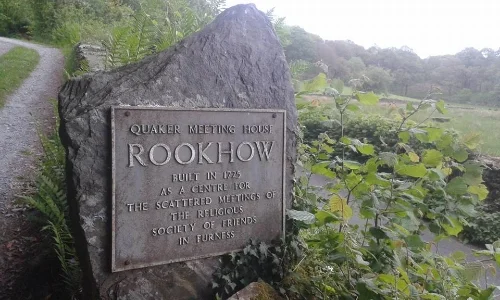 QUAKER MEETING HOUSE
ROOKHOW
BUILT IN 1725
AS A CENTRE FOR
THE SCATTERED MEETINGS OF
THE RELIGIOUS
SOCIETY OF FRIENDS
IN FURNESS